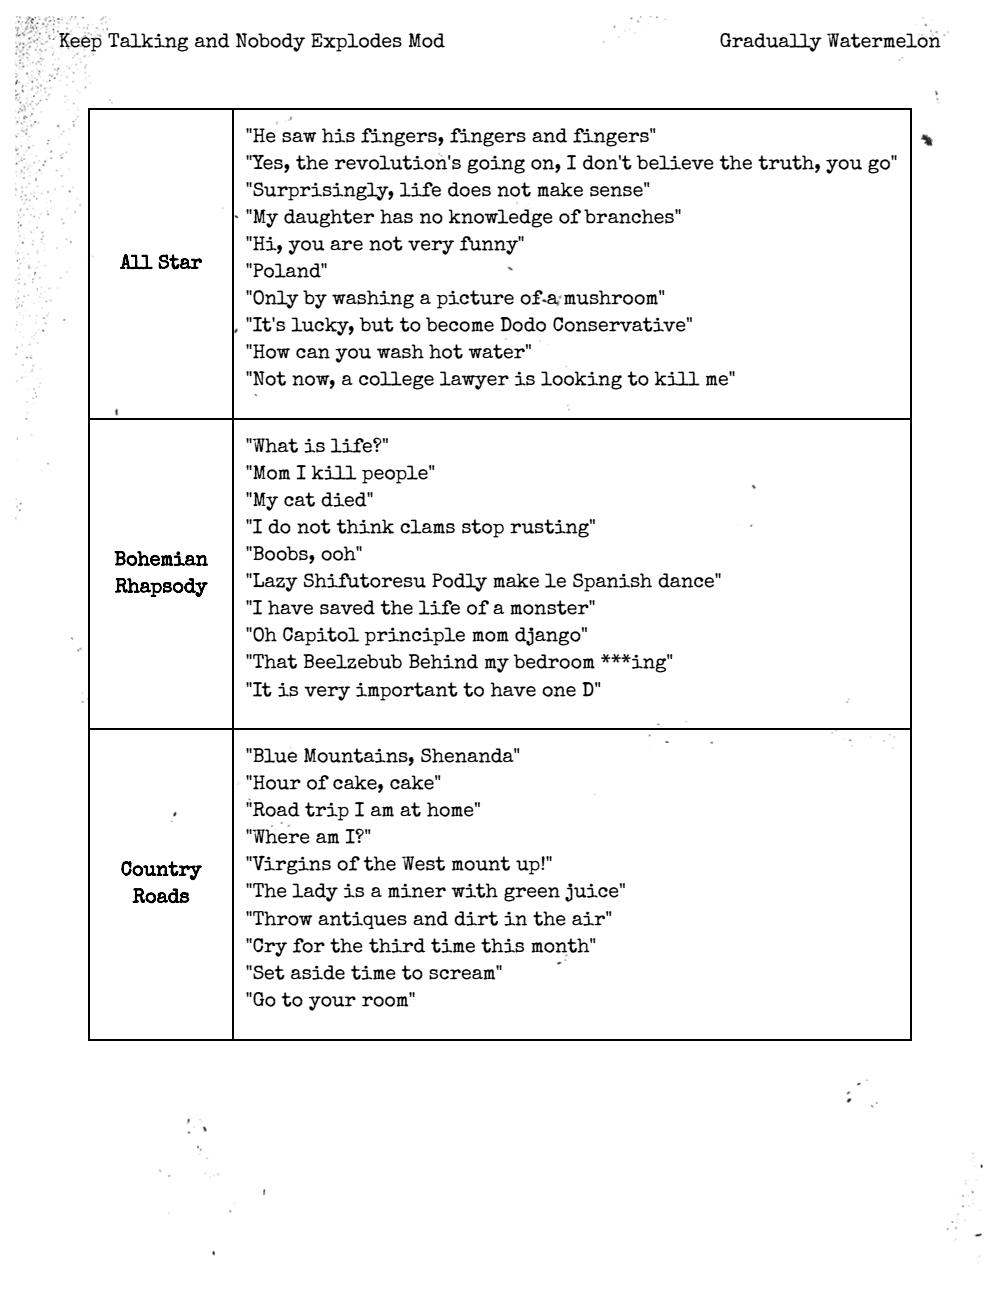 Keep Talking and Nobody Explodes Mod
Gradually Watermelon
All Star
"He saw his fingers, fingers and fingers"
"Yes, the revolution's going on, I don't believe the truth, you go"
"Surprisingly, life does not make sense"
"My daughter has no knowledge of branches"
"Hi, you are not very funny"
"Poland"
"Only by washing a picture of a mushroom"
"It's lucky, but to become Dodo Conservative"
"How can you wash hot water"
"Not now, a college lawyer is looking to kill me"
Bohemian
Rhapsody
"What is life?"
"Mom I kill people"
"My cat died"
"I do not think clams stop rusting"
"Boobs, ooh"
"Lazy Shifutoresu Podly make le Spanish dance"
"I have saved the life of a monster"
"Oh Capitol principle mom django"
"That Beelzebub Behind my bedroom ***ing"
"It is very important to have one D"
Country
Roads
"Blue Mountains, Shenanda"
"Hour of cake, cake"
"Road trip I am at home"
"Where am I?"
"Virgins of the West mount up!"
"The lady is a miner with green juice"
"Throw antiques and dirt in the air"
"Cry for the third time this month"
"Set aside time to scream"
"Go to your room"